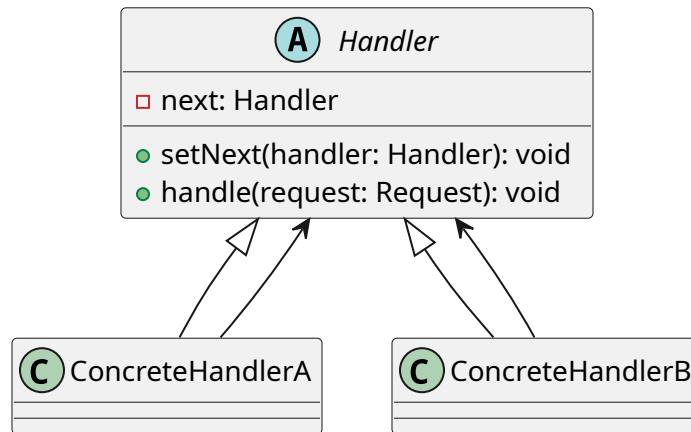 A Handler
next: Handler
setNext(handler: Handler): void
handle(request: Request): void
C ConcreteHandlerA
C ConcreteHandlerB